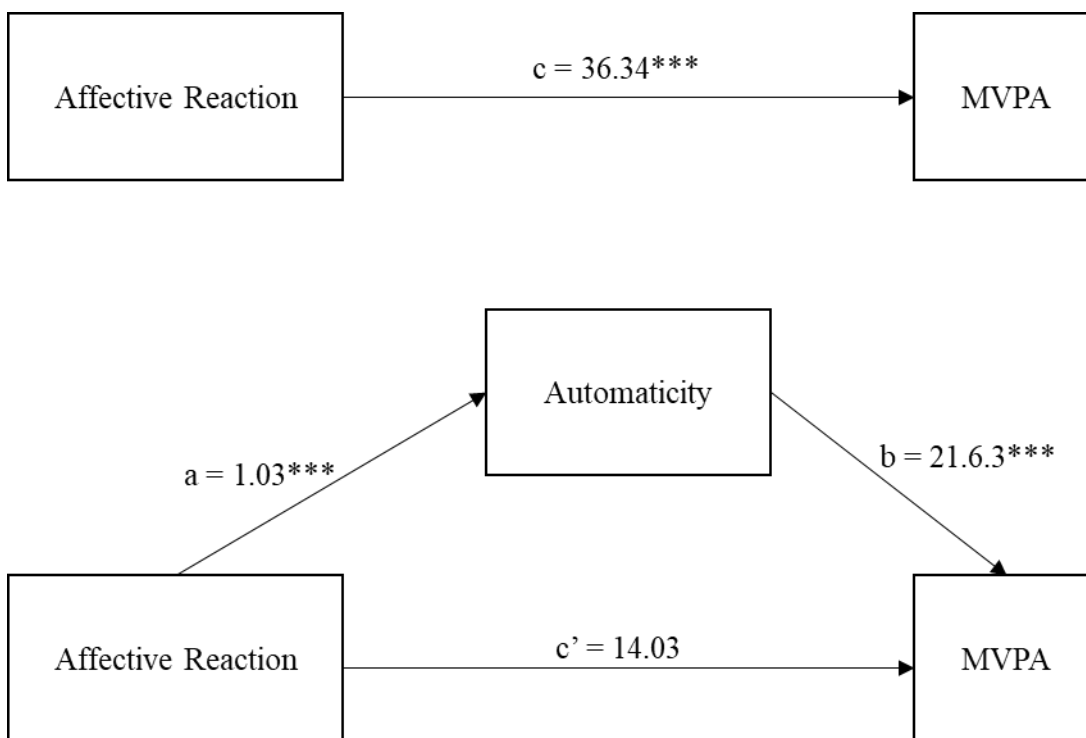 c = 36.34***
Affective Reaction
MVPA
Automaticity
a = 1.03***
b = 21.6.3***
c’ = 14.03
Affective Reaction
MVPA